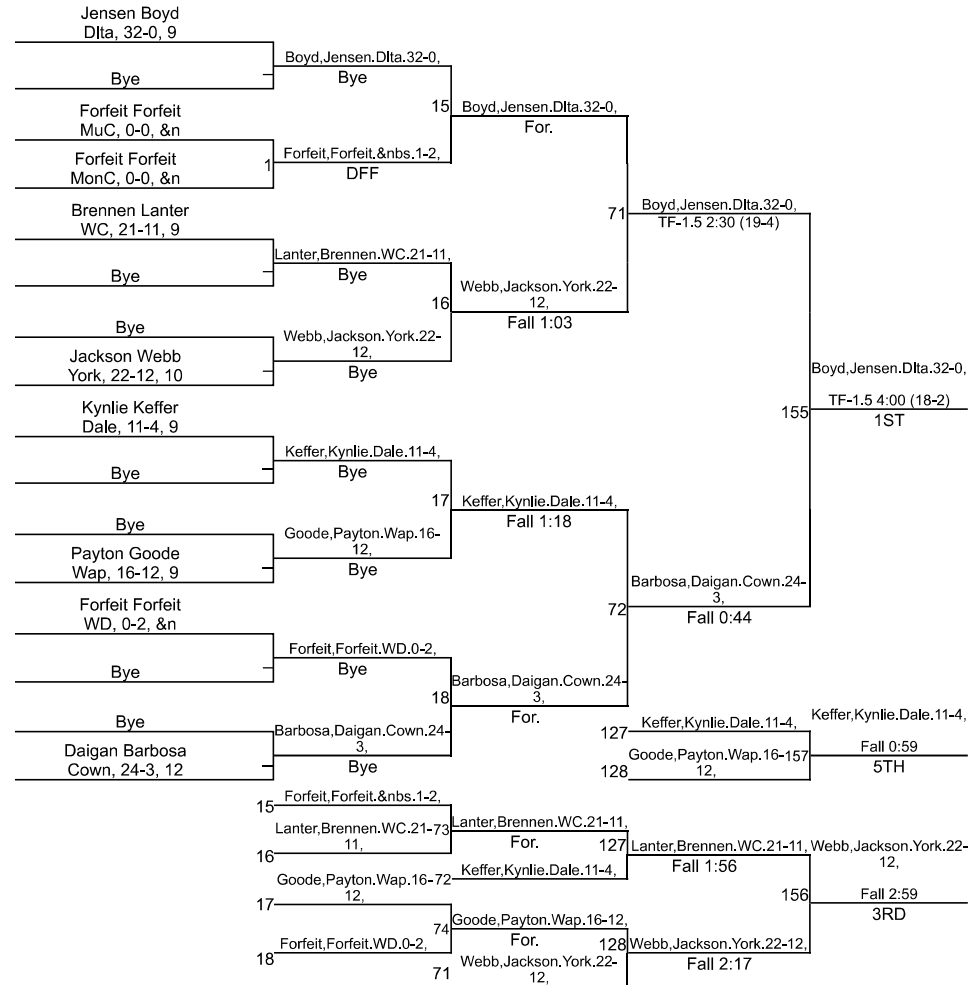 Jensen Boyd
Dlta, 32-0, 9
Boyd,Jensen.Dlta.32-0,
Bye
Bye
15
Boyd,Jensen.Dlta.32-0,
For.
Forfeit Forfeit
MuC, 0-0, &n
Forfeit Forfeit
MonC, 0-0, &n
1
Forfeit,Forfeit.&nbs.1-2,
DFF
Brennen Lanter
WC, 21-11, 9
71
Boyd,Jensen.Dlta.32-0,
TF-1.5 2:30 (19-4)
Lanter,Brennen.WC.21-11,
Bye
Bye
16
Webb,Jackson.York.22-
12,
Fall 1:03
Bye
Webb,Jackson.York.22-
12,
Bye
Jackson Webb
York, 22-12, 10
Boyd,Jensen.Dlta.32-0,
155
TF-1.5 4:00 (18-2)
1ST
Kynlie Keffer
Dale, 11-4, 9
Keffer,Kynlie.Dale.11-4,
Bye
Bye
17
Keffer,Kynlie.Dale.11-4,
Fall 1:18
Bye
Goode,Payton.Wap.16-
12,
Bye
Payton Goode
Wap, 16-12, 9
72
Barbosa,Daigan.Cown.24-
3,
Fall 0:44
Forfeit Forfeit
WD, 0-2, &n
Forfeit,Forfeit.WD.0-2,
Bye
Bye
18
Barbosa,Daigan.Cown.24-
3,
For.
Bye
Barbosa,Daigan.Cown.24-
3,
Bye
Daigan Barbosa
Cown, 24-3, 12
127
Keffer,Kynlie.Dale.11-4,
Keffer,Kynlie.Dale.11-4,
128
Goode,Payton.Wap.16-
12,
157
Fall 0:59
5TH
15
Forfeit,Forfeit.&nbs.1-2,
16
Lanter,Brennen.WC.21-
11,
73
Lanter,Brennen.WC.21-11,
For.
127
Lanter,Brennen.WC.21-11,
Fall 1:56
Webb,Jackson.York.22-
12,
72
Keffer,Kynlie.Dale.11-4,
17
Goode,Payton.Wap.16-
12,
156
Fall 2:59
3RD
74
Goode,Payton.Wap.16-12,
For.
18
Forfeit,Forfeit.WD.0-2,
128
Webb,Jackson.York.22-12,
Fall 2:17
71
Webb,Jackson.York.22-
12,